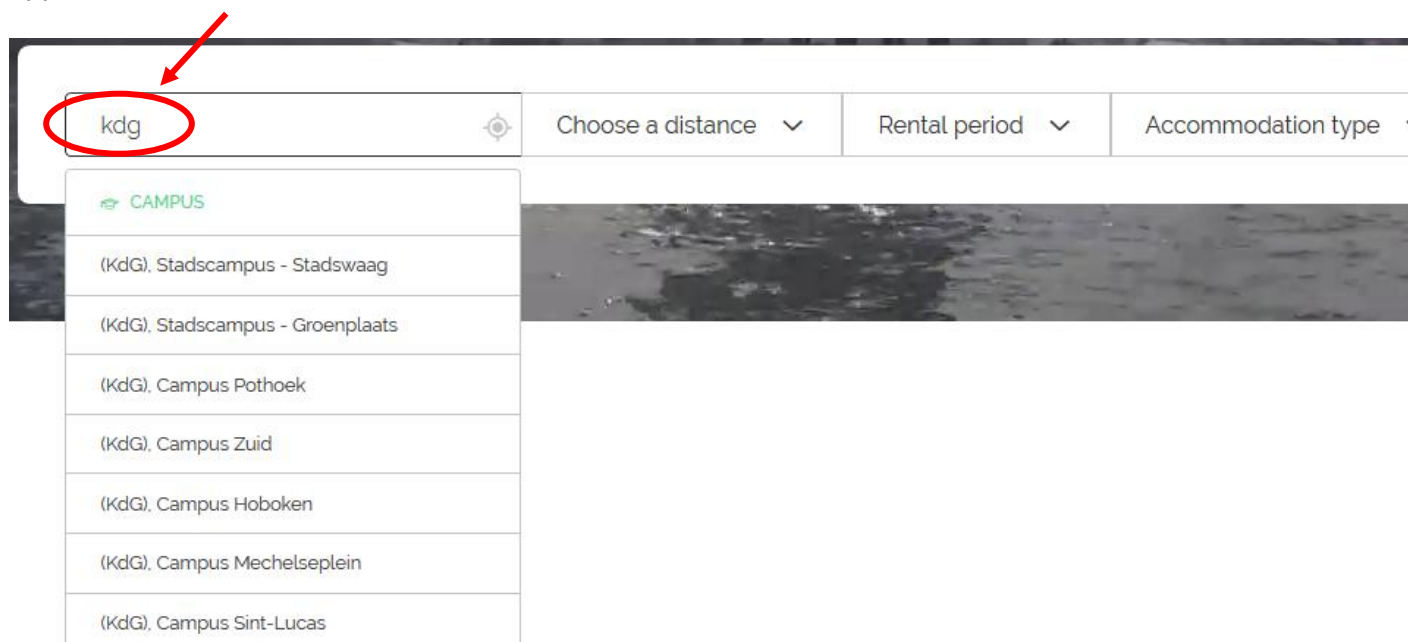 kdg
Choose a distance
Rental period
Accommodation type
CAMPUS
(KdG), Stadscampus - Stadswaag
(KdG), Stadscampus - Groenplaats
(KdG), Campus Pothoek
(KdG), Campus Zuid
(KdG), Campus Hoboken
(KdG), Campus Mechelseplein
(KdG), Campus Sint-Lucas